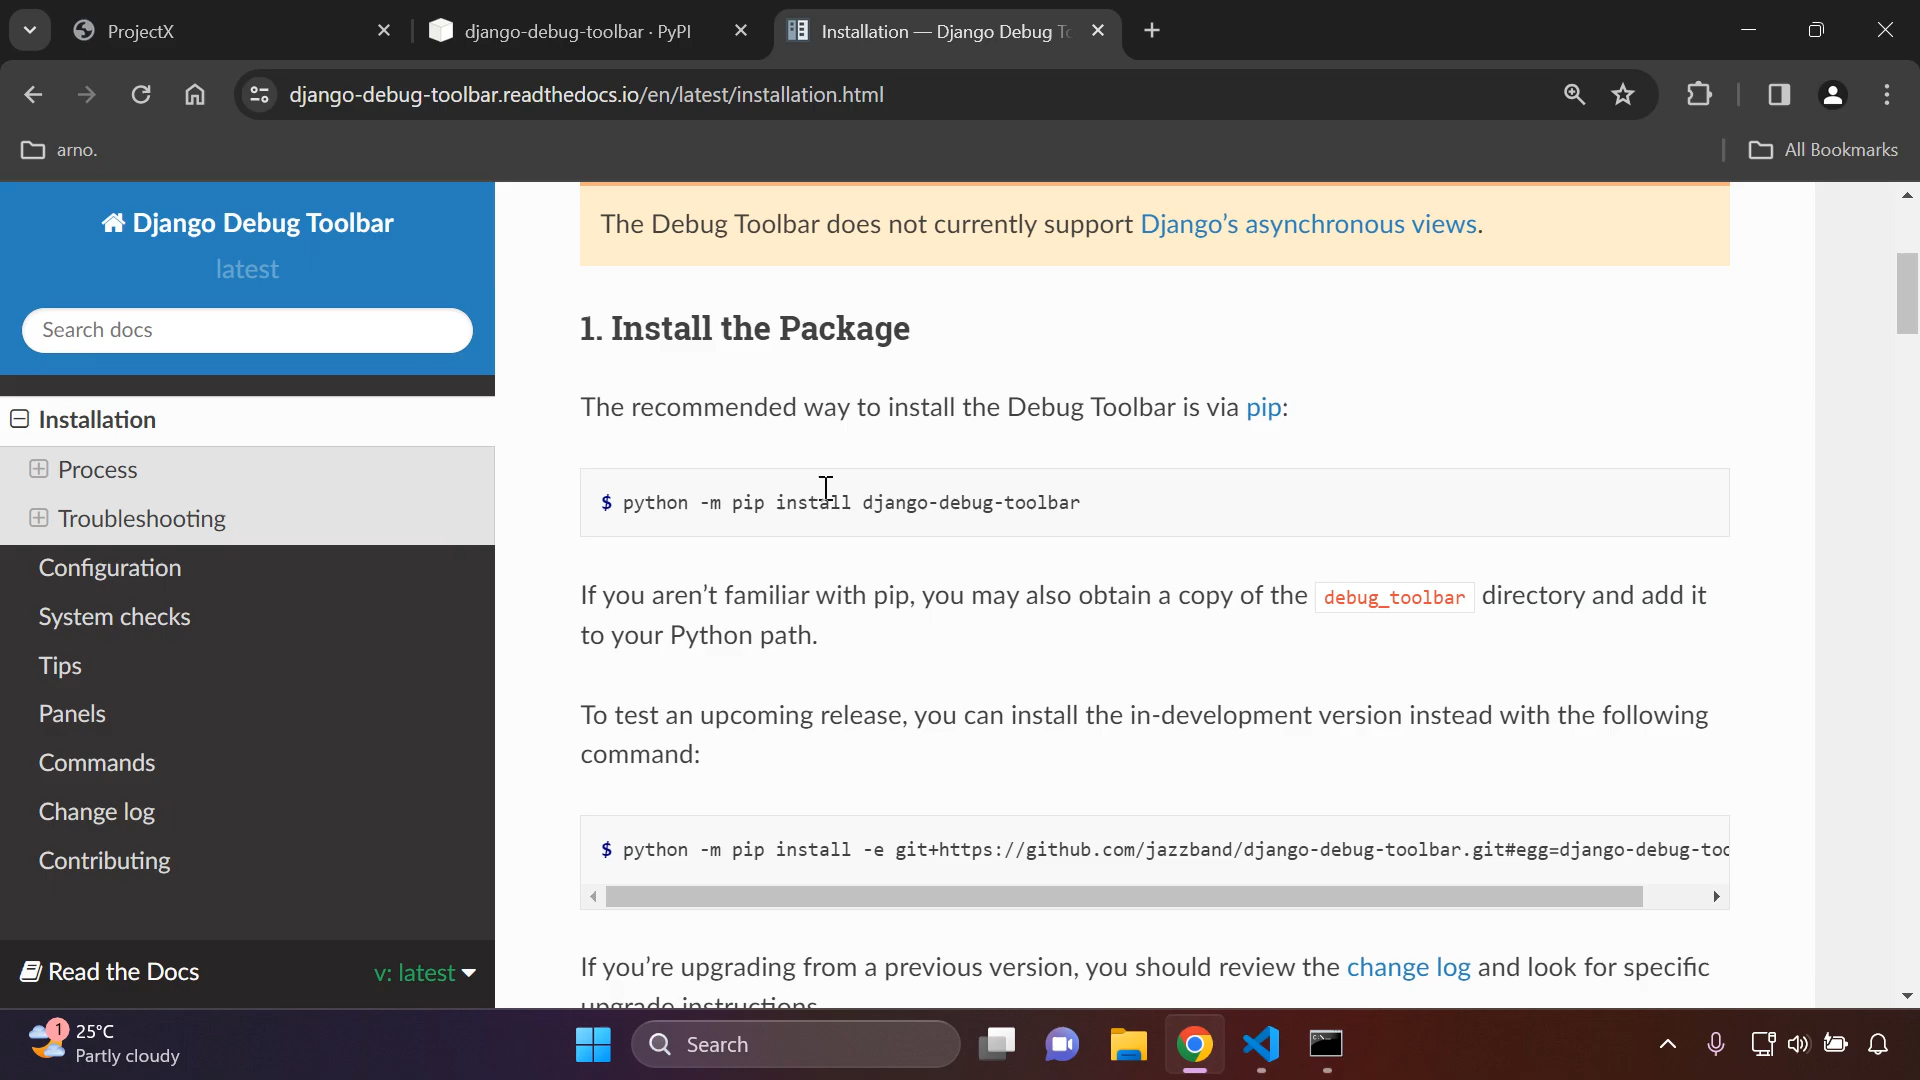 ProjectX
django-debug-toolbar · PyPI
Installation — Django Debug To
django-debug-toolbar.readthedocs.io/en/latest/installation.html
arno.
All Bookmarks
Django Debug Toolbar
latest
Search docs
Installation
Process
Troubleshooting
Configuration
System checks
Tips
Panels
Commands
Change log
Contributing
Read the Docs
v: latest
The Debug Toolbar does not currently support Django’s asynchronous views.
1. Install the Package
The recommended way to install the Debug Toolbar is via pip:
$ python -m pip install django-debug-toolbar
If you aren’t familiar with pip, you may also obtain a copy of the debug_toolbar directory and add it
to your Python path.
To test an upcoming release, you can install the in-development version instead with the following
command:
$ python -m pip install -e git+https://github.com/jazzband/django-debug-toolbar.git#egg=django-debug-too
If you’re upgrading from a previous version, you should review the change log and look for specific
upgrade instructions.
1
25°C
Partly cloudy
Search